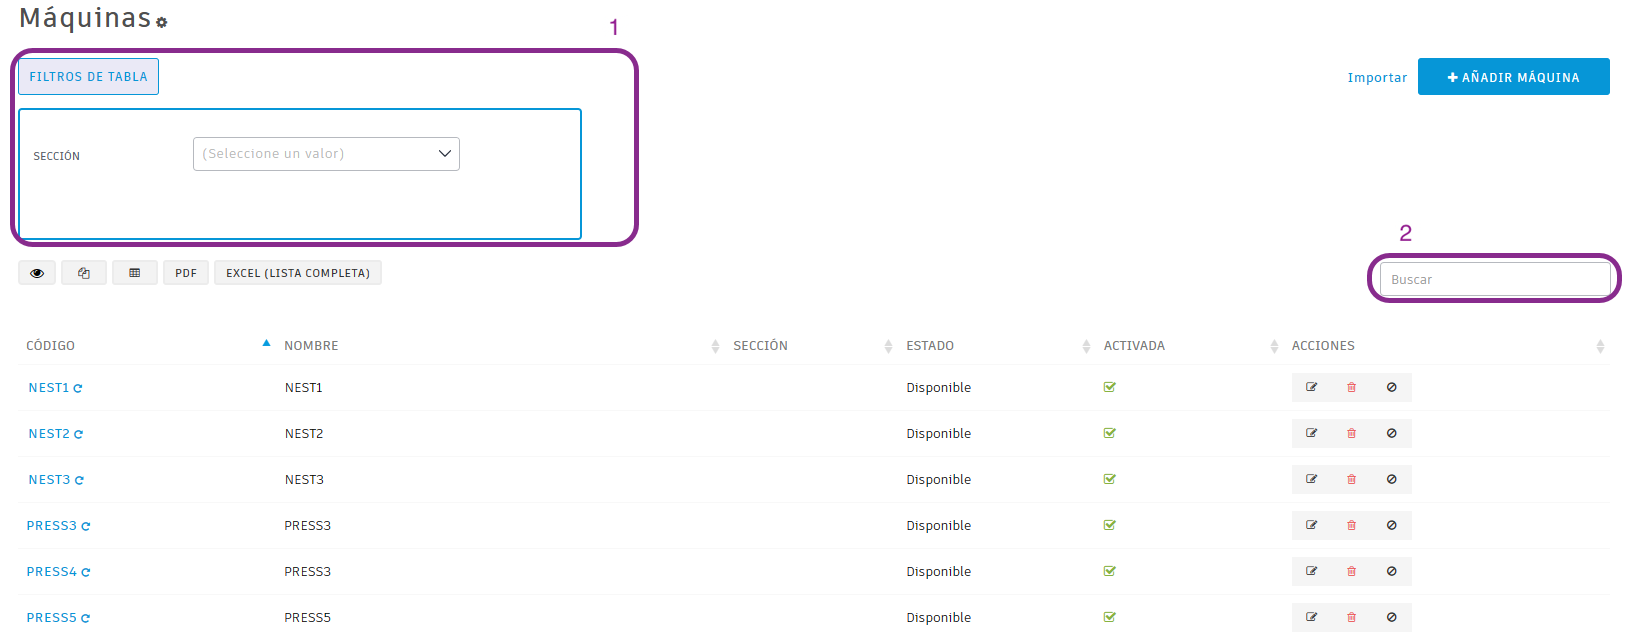 Máquinas
1
FILTROS DE TABLA
Importar
AÑADIR MÁQUINA
SECCIÓN
(Seleccione un valor)
2
PDF
EXCEL (LISTA COMPLETA)
Buscar
CÓDIGO NOMBRE SECCIÓN ESTADO ACTIVADA ACCIONES
NEST1 NEST1 Disponible
NEST2 NEST2 Disponible
NEST3 NEST3 Disponible
PRESS3 PRESS3 Disponible
PRESS4 PRESS3 Disponible
PRESS5 PRESS5 Disponible